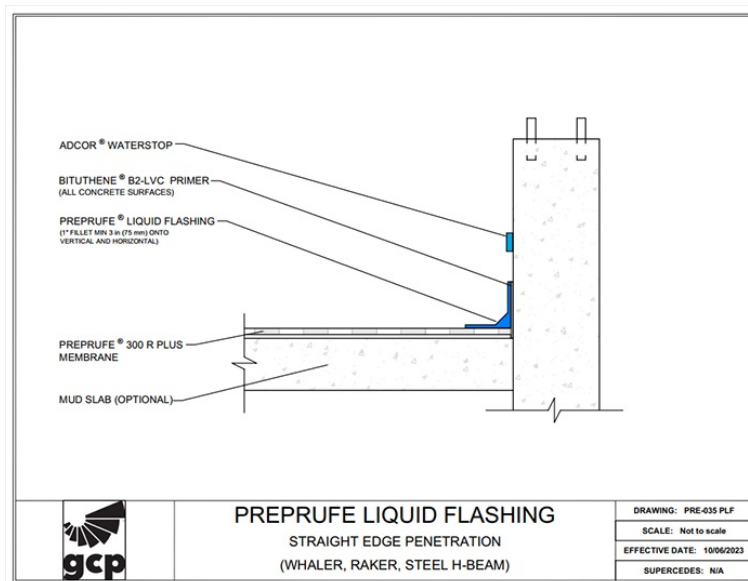 ADCOR ® WATERSTOP
BITUTHENE ® B2-LVC PRIMER
(ALL CONCRETE SURFACES)
PREPRUFE ® LIQUID FLASHING
(1" FILLET MIN 3 in (75 mm) ONTO
VERTICAL AND HORIZONTAL)
PREPRUFE ® 300 R PLUS
MEMBRANE
MUD SLAB (OPTIONAL)
gcp
PREPRUFE LIQUID FLASHING
STRAIGHT EDGE PENETRATION
(WHALER, RAKER, STEEL H-BEAM)
DRAWING: PRE-035 PLF
SCALE: Not to scale
EFFECTIVE DATE: 10/06/2023
SUPERCEDES: N/A